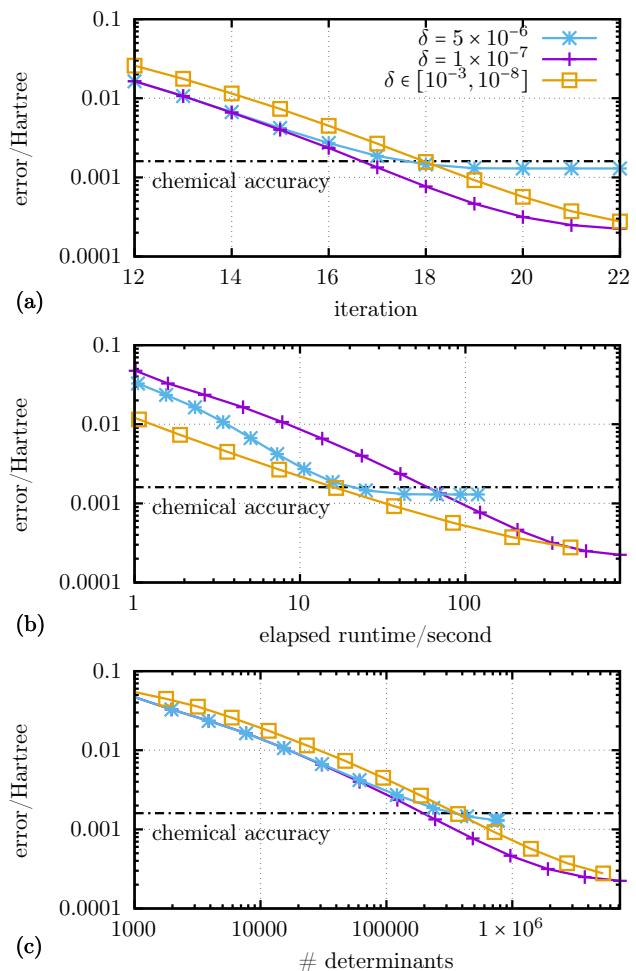 0.1
0.01
0.001
0.0001
error/Hartree
δ = 5 × 10⁻⁶
δ = 1 × 10⁻⁷
δ ∈ [10⁻³, 10⁻⁸]
chemical accuracy
12 14 16 18 20 22
(a)
iteration
0.1
0.01
0.001
0.0001
error/Hartree
chemical accuracy
1 10 100
(b)
elapsed runtime/second
0.1
0.01
0.001
0.0001
error/Hartree
chemical accuracy
1000 10000 100000 1 × 10⁶
(c)
# determinants